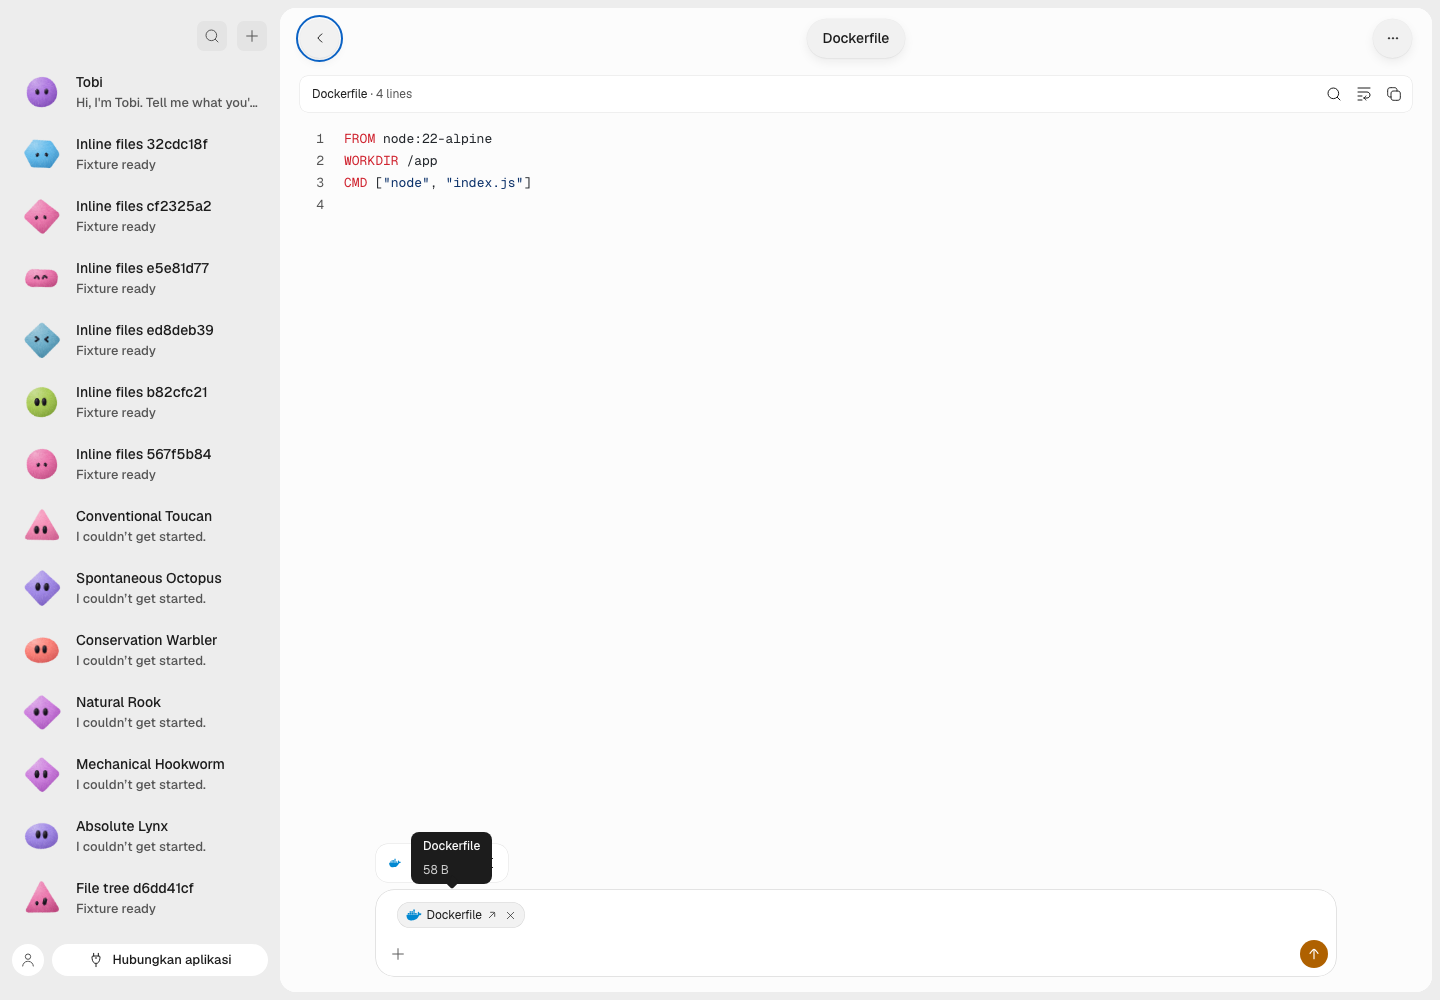 Tobi
Hi, I'm Tobi. Tell me what you'...
Inline files 32cdc18f
Fixture ready
Inline files cf2325a2
Fixture ready
Inline files e5e81d77
Fixture ready
Inline files ed8deb39
Fixture ready
Inline files b82cfc21
Fixture ready
Inline files 567f5b84
Fixture ready
Conventional Toucan
I couldn't get started.
Spontaneous Octopus
I couldn't get started.
Conservation Warbler
I couldn't get started.
Natural Rook
I couldn't get started.
Mechanical Hookworm
I couldn't get started.
Absolute Lynx
I couldn't get started.
File tree d6dd41cf
Fixture ready
Hubungkan aplikasi
Dockerfile
Dockerfile · 4 lines
1 FROM node:22-alpine
2 WORKDIR /app
3 CMD ["node", "index.js"]
4
Dockerfile
58 B
Dockerfile